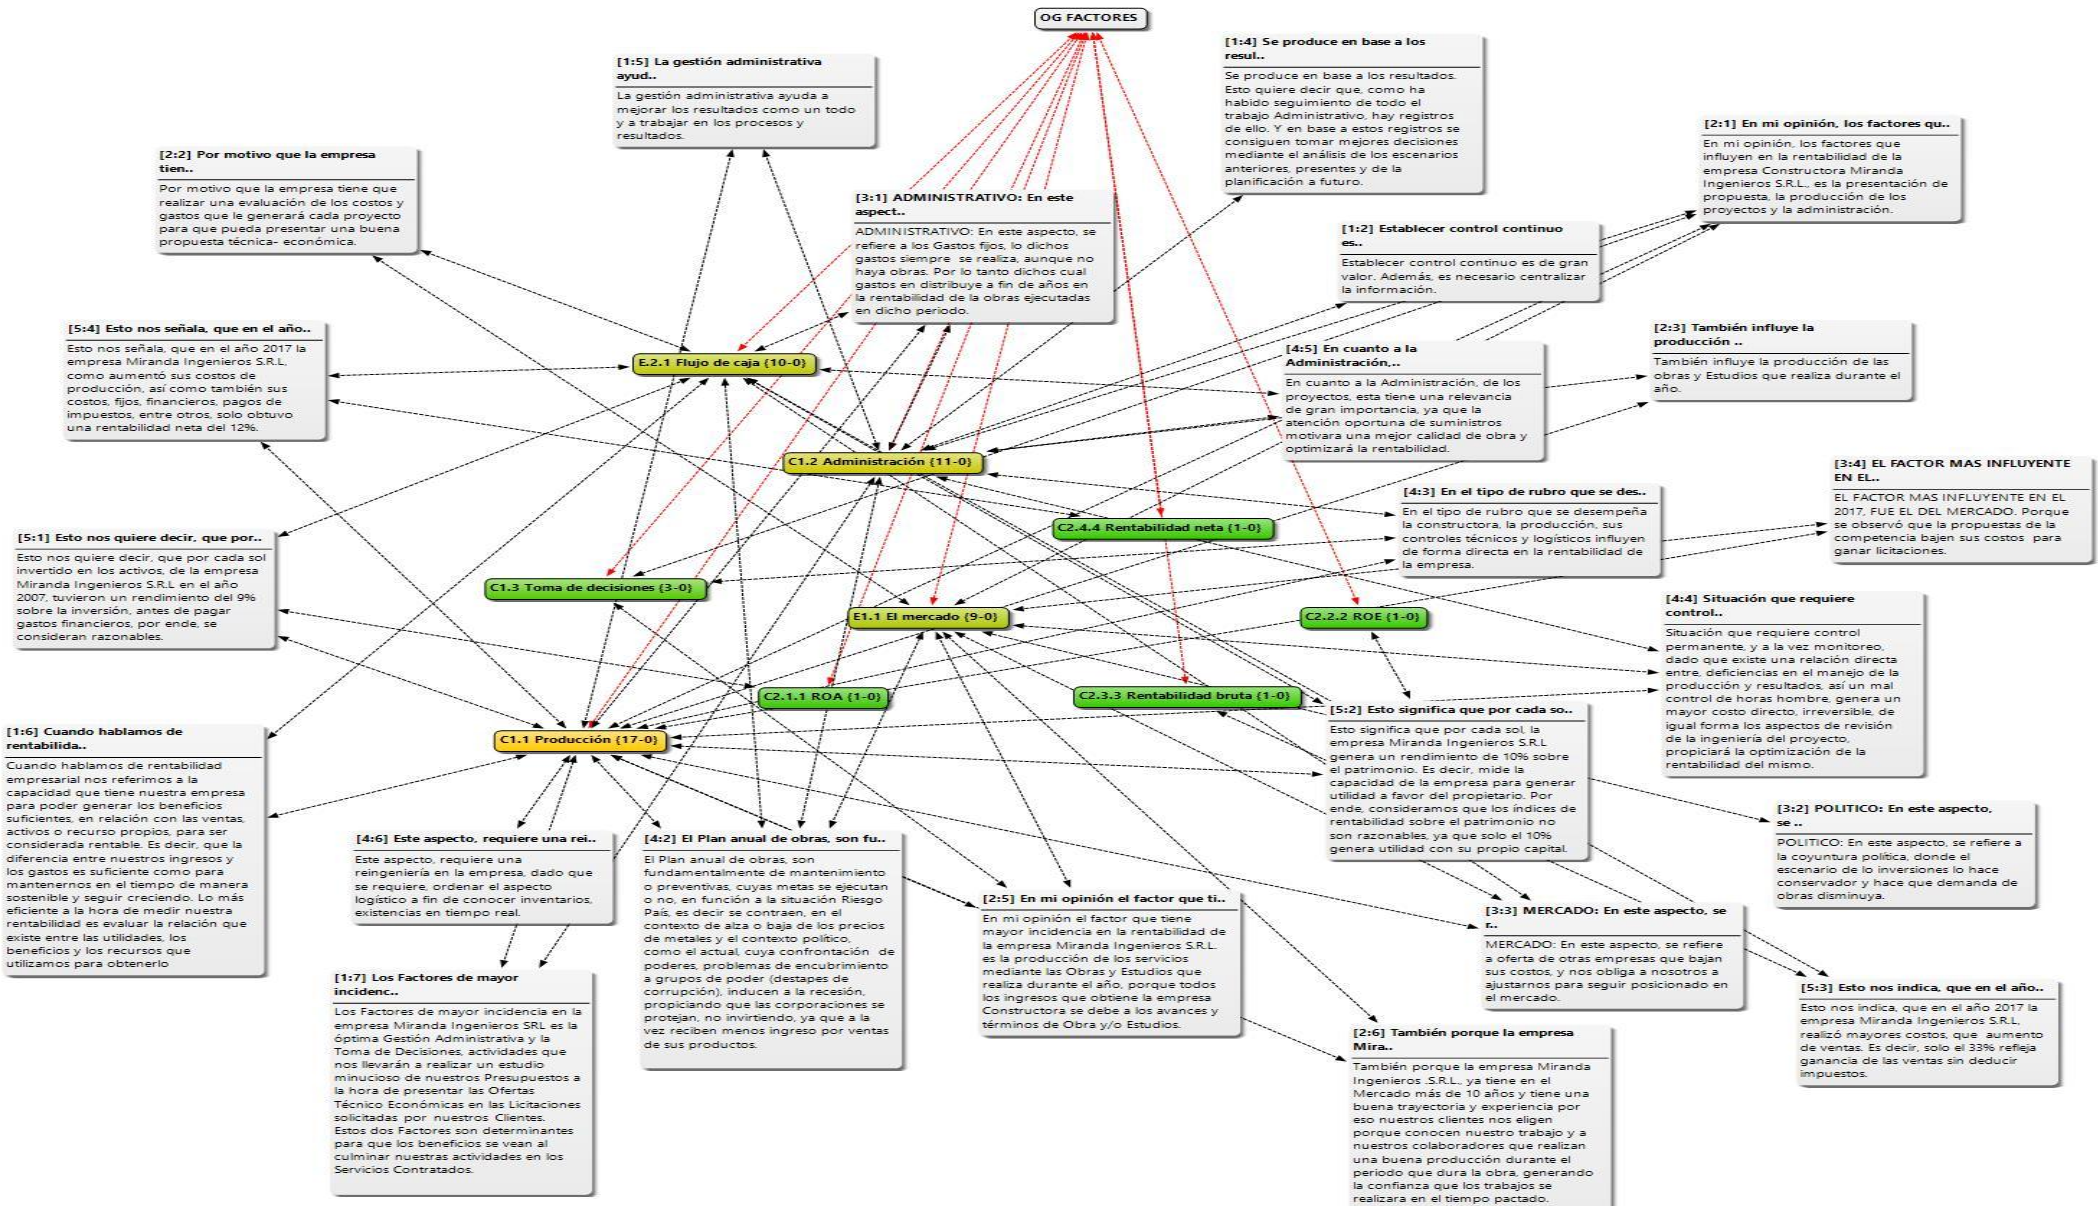 OG FACTORES
[1:5] La gestión administrativa
ayud..
La gestión administrativa ayuda a
mejorar los resultados como un todo
y a trabajar en los procesos y
resultados.
[1:4] Se produce en base a los
resul..
Se produce en base a los resultados.
Esto quiere decir que, como ha
habido seguimiento de todo el
trabajo Administrativo, hay registros
de ello. Y en base a estos registros se
consiguen tomar mejores decisiones
mediante el análisis de los escenarios
anteriores, presentes y de la
planificación a futuro.
[2:1] En mi opinión, los factores qu..
En mi opinión, los factores que
influyen en la rentabilidad de la
empresa Constructora Miranda
Ingenieros S.R.L., es la presentación de
propuesta, la producción de los
proyectos y la administración.
[2:2] Por motivo que la empresa
tien..
Por motivo que la empresa tiene que
realizar una evaluación de los costos y
gastos que le generará cada proyecto
para que pueda presentar una buena
propuesta técnica- económica.
[3:1] ADMINISTRATIVO: En este
aspect..
ADMINISTRATIVO: En este aspecto, se
refiere a los Gastos fijos, lo dichos
gastos siempre se realiza, aunque no
haya obras. Por lo tanto dichos cual
gastos en distribuye a fin de años en
la rentabilidad de la obras ejecutadas
en dicho periodo.
[1:2] Establecer control continuo
es..
Establecer control continuo es de gran
valor. Además, es necesario centralizar
la información.
[5:4] Esto nos señala, que en el año..
Esto nos señala, que en el año 2017 la
empresa Miranda Ingenieros S.R.L,
como aumentó sus costos de
producción, así como también sus
costos, fijos, financieros, pagos de
impuestos, entre otros, solo obtuvo
una rentabilidad neta del 12%.
E.2.1 Flujo de caja {10-0}
[4:5] En cuanto a la
Administración,..
En cuanto a la Administración, de los
proyectos, esta tiene una relevancia
de gran importancia, ya que la
atención oportuna de suministros
motivara una mejor calidad de obra y
optimizará la rentabilidad.
[2:3] También influye la
producción ..
También influye la producción de las
obras y Estudios que realiza durante el
año.
C1.2 Administración {11-0}
[3:4] EL FACTOR MAS INFLUYENTE
EN EL..
EL FACTOR MAS INFLUYENTE EN EL
2017, FUE EL DEL MERCADO. Porque
se observó que la propuestas de la
competencia bajen sus costos para
ganar licitaciones.
[4:3] En el tipo de rubro que se des..
En el tipo de rubro que se desempeña
la constructora, la producción, sus
controles técnicos y logísticos influyen
de forma directa en la rentabilidad de
la empresa.
C2.4.4 Rentabilidad neta {1-0}
[5:1] Esto nos quiere decir, que por..
Esto nos quiere decir, que por cada sol
invertido en los activos, de la empresa
Miranda Ingenieros S.R.L en el año
2007, tuvieron un rendimiento del 9%
sobre la inversión, antes de pagar
gastos financieros, por ende, se
consideran razonables.
C1.3 Toma de decisiones {3-0}
E1.1 El mercado {9-0}
C2.2.2 ROE {1-0}
[4:4] Situación que requiere
control..
Situación que requiere control
permanente, y a la vez monitoreo,
dado que existe una relación directa
entre, deficiencias en el manejo de la
producción y resultados, así un mal
control de horas hombre, genera un
mayor costo directo, irreversible, de
igual forma los aspectos de revisión
de la ingeniería del proyecto,
propiciará la optimización de la
rentabilidad del mismo.
C2.1.1 ROA {1-0}
C2.3.3 Rentabilidad bruta {1-0}
C1.1 Producción {17-0}
[5:2] Esto significa que por cada so..
Esto significa que por cada sol, la
empresa Miranda Ingenieros S.R.L
genera un rendimiento de 10% sobre
el patrimonio. Es decir, mide la
capacidad de la empresa para generar
utilidad a favor del propietario. Por
ende, consideramos que los índices de
rentabilidad sobre el patrimonio no
son razonables, ya que solo el 10%
genera utilidad con su propio capital.
[1:6] Cuando hablamos de
rentabilida..
Cuando hablamos de rentabilidad
empresarial nos referimos a la
capacidad que tiene nuestra empresa
para poder generar los beneficios
suficientes, en relación con las ventas,
activos o recurso propios, para ser
considerada rentable. Es decir, que la
diferencia entre nuestros ingresos y
los gastos es suficiente como para
mantenernos en el tiempo de manera
sostenible y seguir creciendo. Lo más
eficiente a la hora de medir nuestra
rentabilidad es evaluar la relación que
existe entre las utilidades, los
beneficios y los recursos que
utilizamos para obtenerlo
[4:6] Este aspecto, requiere una rei..
Este aspecto, requiere una
reingeniería en la empresa, dado que
se requiere, ordenar el aspecto
logístico a fin de conocer inventarios,
existencias en tiempo real.
[4:2] El Plan anual de obras, son fu..
El Plan anual de obras, son
fundamentalmente de mantenimiento
o preventivas, cuyas metas se ejecutan
o no, en función a la situación Riesgo
País, es decir se contraen, en el
contexto de alza o baja de los precios
de metales y el contexto político,
como el actual, cuya confrontación de
poderes, problemas de encubrimiento
a grupos de poder (destapes de
corrupción), inducen a la recesión,
propiciando que las corporaciones se
protejan, no invirtiendo, ya que a la
vez reciben menos ingreso por ventas
de sus productos.
[3:2] POLITICO: En este aspecto,
se ..
POLITICO: En este aspecto, se refiere a
la coyuntura política, donde el
escenario de lo inversiones lo hace
conservador y hace que demanda de
obras disminuya.
[2:5] En mi opinión el factor que ti..
En mi opinión el factor que tiene
mayor incidencia en la rentabilidad de
la empresa Miranda Ingenieros S.R.L.
es la producción de los servicios
mediante las Obras y Estudios que
realiza durante el año, porque todos
los ingresos que obtiene la empresa
Constructora se debe a los avances y
términos de Obra y/o Estudios.
[3:3] MERCADO: En este aspecto, se
r..
MERCADO: En este aspecto, se refiere
a oferta de otras empresas que bajan
sus costos, y nos obliga a nosotros a
ajustarnos para seguir posicionado en
el mercado.
[1:7] Los Factores de mayor
incidenc..
Los Factores de mayor incidencia en la
empresa Miranda Ingenieros SRL es la
óptima Gestión Administrativa y la
Toma de Decisiones, actividades que
nos llevarán a realizar un estudio
minucioso de nuestros Presupuestos a
la hora de presentar las Ofertas
Técnico Económicas en las Licitaciones
solicitadas por nuestros Clientes.
Estos dos Factores son determinantes
para que los beneficios se vean al
culminar nuestras actividades en los
Servicios Contratados.
[5:3] Esto nos indica, que en el año..
Esto nos indica, que en el año 2017 la
empresa Miranda Ingenieros S.R.L,
realizó mayores costos, que aumento
de ventas. Es decir, solo el 33% refleja
ganancia de las ventas sin deducir
impuestos.
[2:6] También porque la empresa
Mira..
También porque la empresa Miranda
Ingenieros .S.R.L., ya tiene en el
Mercado más de 10 años y tiene una
buena trayectoria y experiencia por
eso nuestros clientes nos eligen
porque conocen nuestro trabajo y a
nuestros colaboradores que realizan
una buena producción durante el
periodo que dura la obra, generando
la confianza que los trabajos se
realizara en el tiempo pactado.